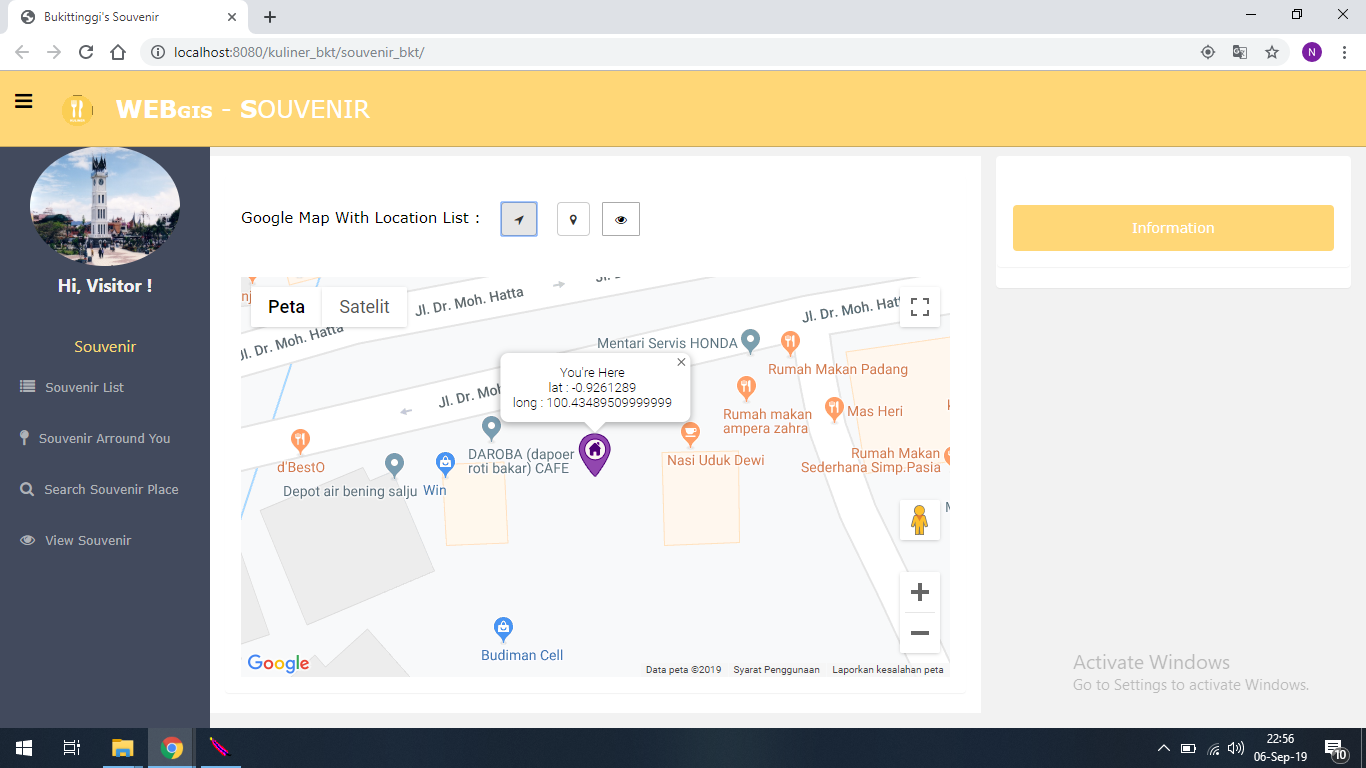 Bukittinggi's Souvenir
localhost:8080/kuliner_bkt/souvenir_bkt/
N
WEBGIS - SOUVENIR
Hi, Visitor !
Souvenir
Souvenir List
Souvenir Arround You
Search Souvenir Place
View Souvenir
Google Map With Location List :
Information
Peta
Satelit
Jl. Dr. Moh. Hatta
Jl. Dr. Moh. Hatta
Jl. Dr. Moh. Hatta
Mentari Servis HONDA
Rumah Makan Padang
You're Here
lat : -0.9261289
long : 100.43489509999999
Rumah makan
ampera zahra
Mas Heri
d'BestO
DAROBA (dapoer
roti bakar) CAFE
Nasi Uduk Dewi
Rumah Makan
Sederhana Simp.Pasia
Depot air bening salju
Win
Budiman Cell
Google
Data peta ©2019
Syarat Penggunaan
Laporkan kesalahan peta
Activate Windows
Go to Settings to activate Windows.
22:56
06-Sep-19
10